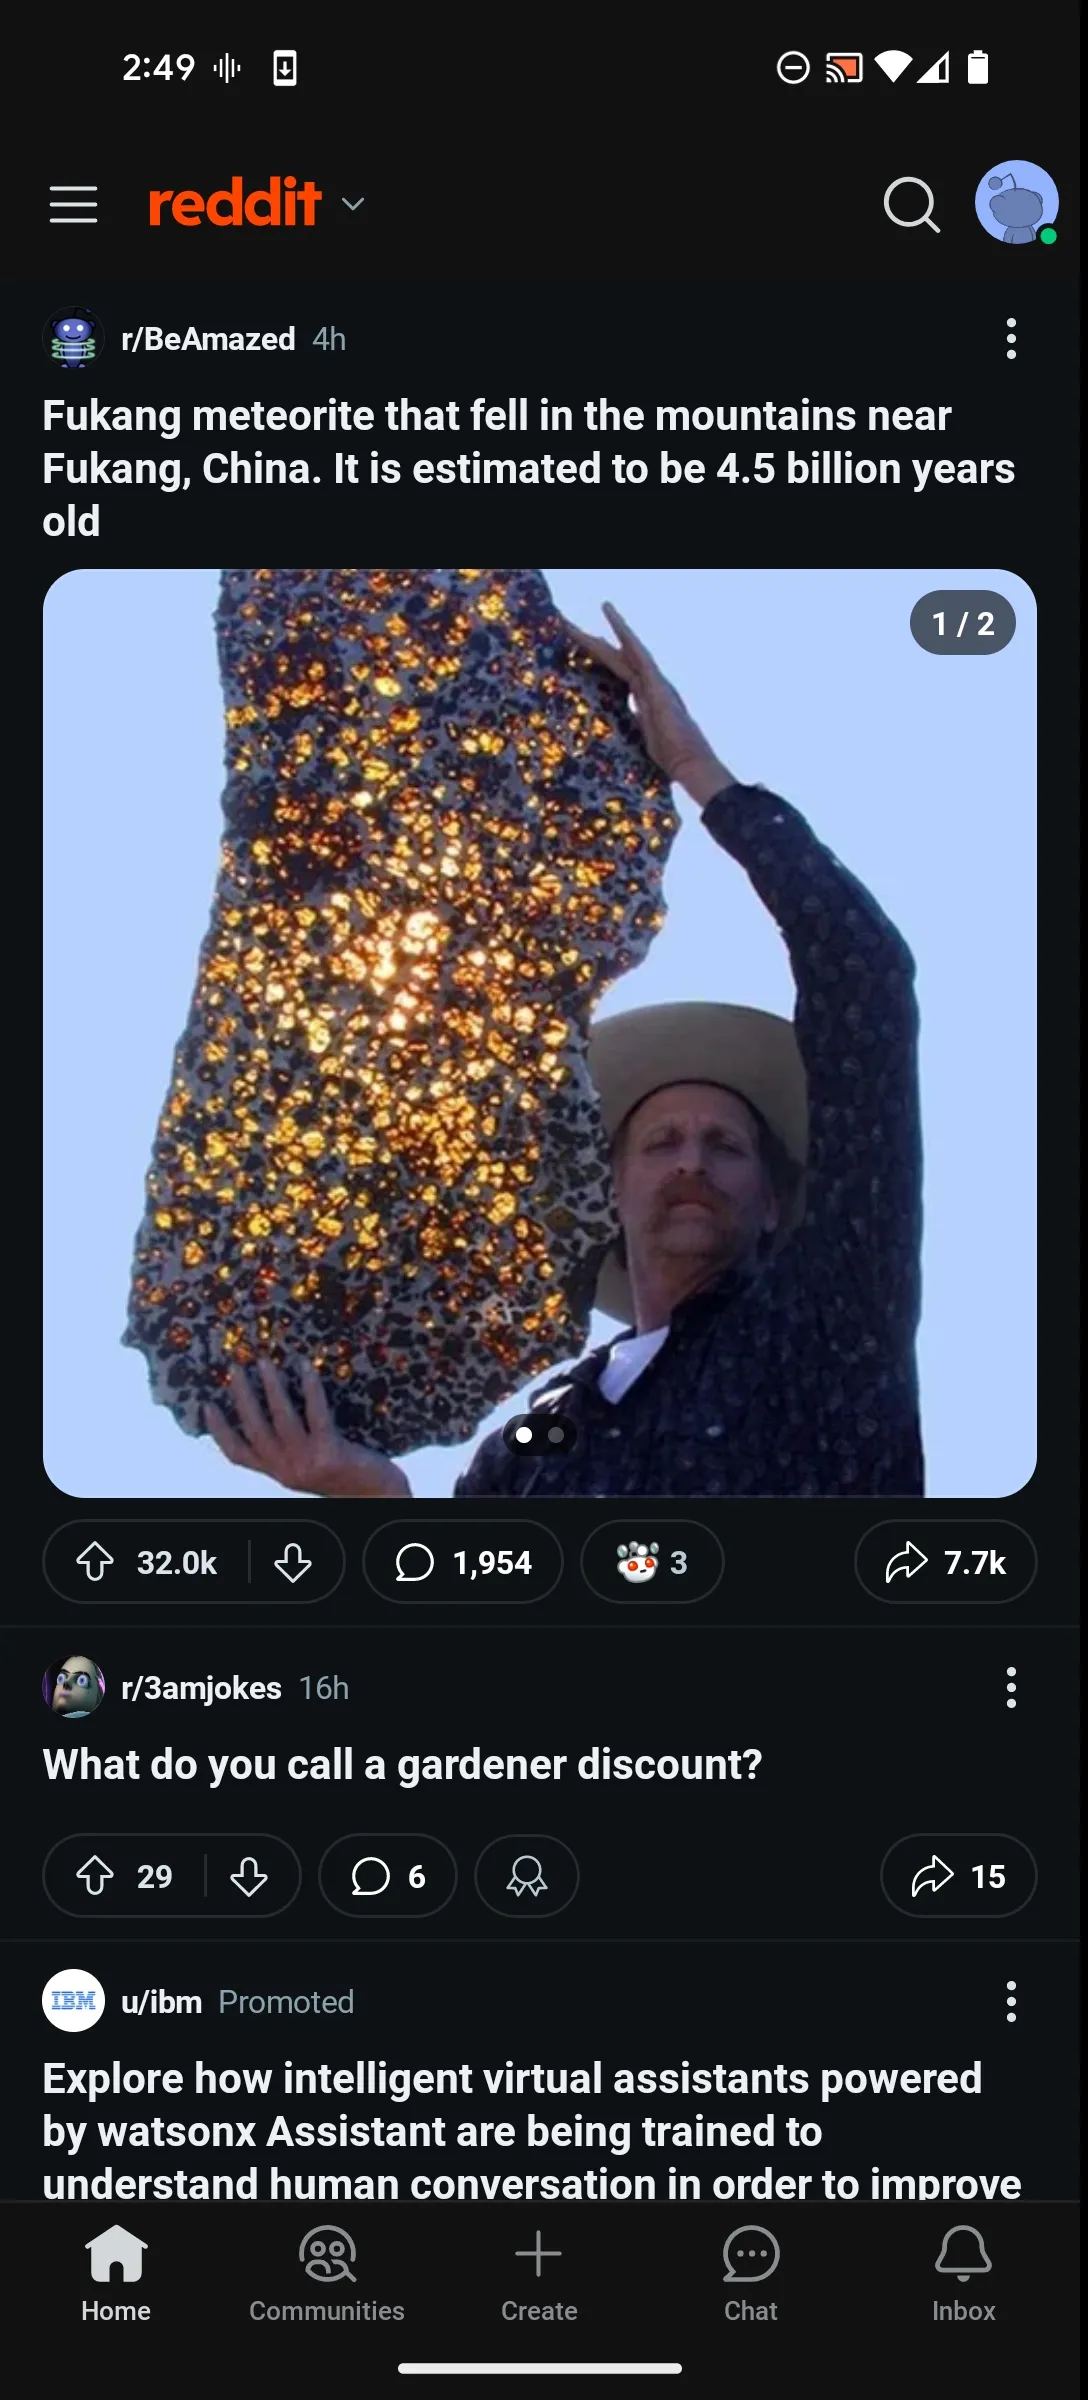 2:49
reddit
r/BeAmazed 4h
Fukang meteorite that fell in the mountains near
Fukang, China. It is estimated to be 4.5 billion years
old
1 / 2
32.0k 1,954 3 7.7k
r/3amjokes 16h
What do you call a gardener discount?
29 6 15
IBM u/ibm Promoted
Explore how intelligent virtual assistants powered
by watsonx Assistant are being trained to
understand human conversation in order to improve
Home Communities Create Chat Inbox